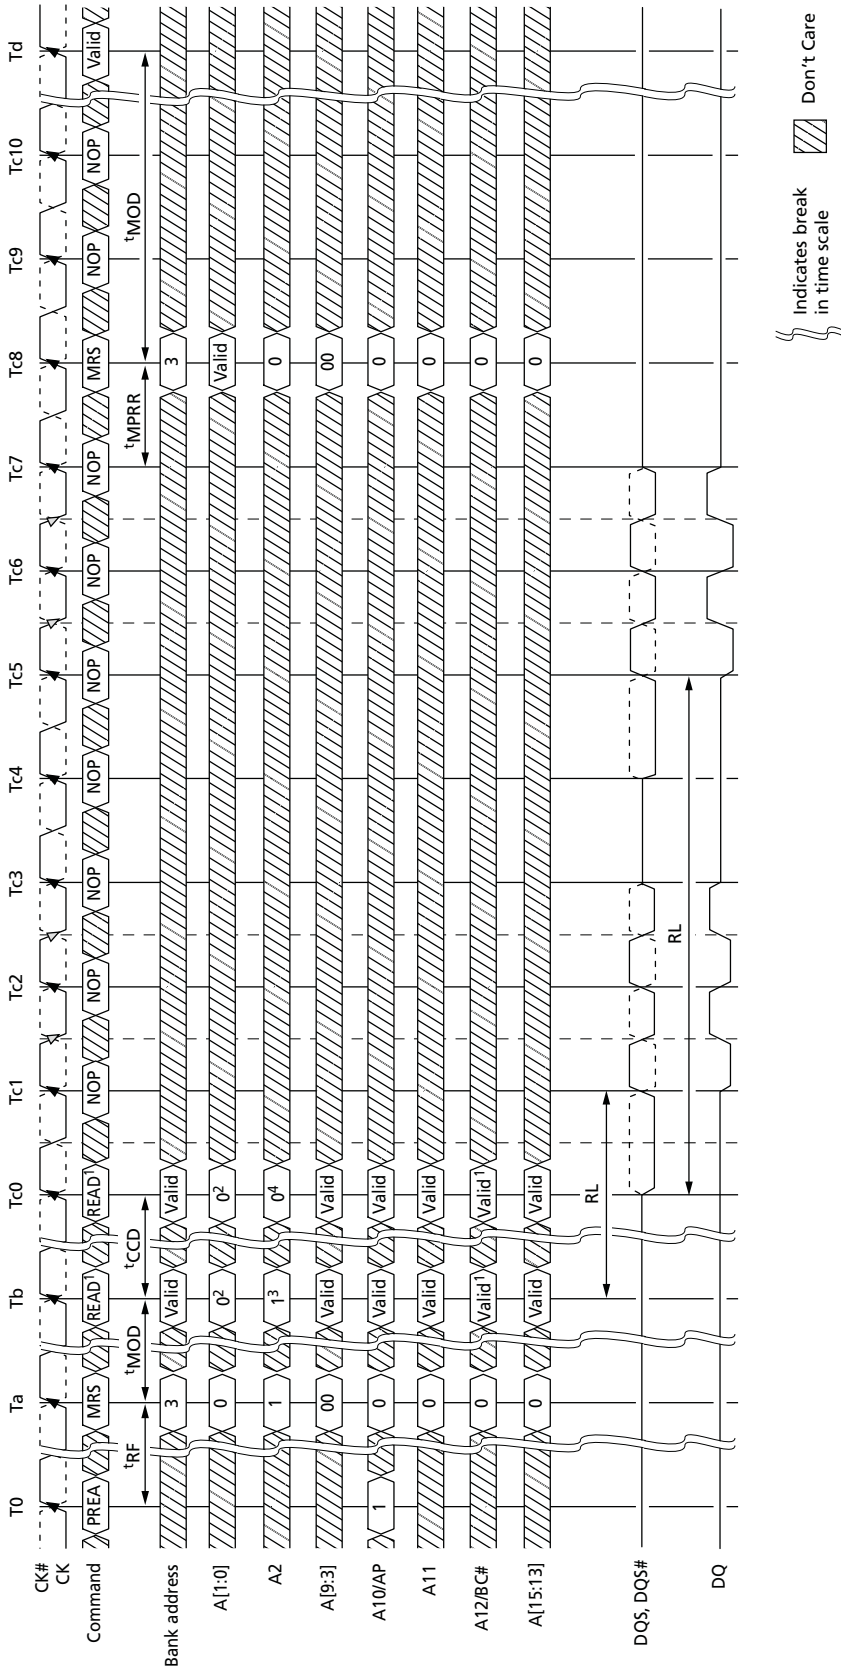 T0 Ta Tb Tc0 Tc1 Tc2 Tc3 Tc4 Tc5 Tc6 Tc7 Tc8 Tc9 Tc10 Td
CK#
CK
Command PREA MRS READ1 READ1 NOP NOP NOP NOP NOP NOP NOP MRS NOP NOP Valid
tRF tMOD tCCD tMPRR tMOD
Bank address 3 Valid Valid 3
A[1:0] 0 02 02 Valid
A2 1 13 04 0
A[9:3] 00 Valid Valid 00
A10/AP 1 0 Valid Valid 0
A11 0 Valid Valid 0
A12/BC# 0 Valid1 Valid1 0
A[15:13] 0 Valid Valid 0
RL
DQS, DQS#
RL
DQ
Indicates break
in time scale
Don't Care